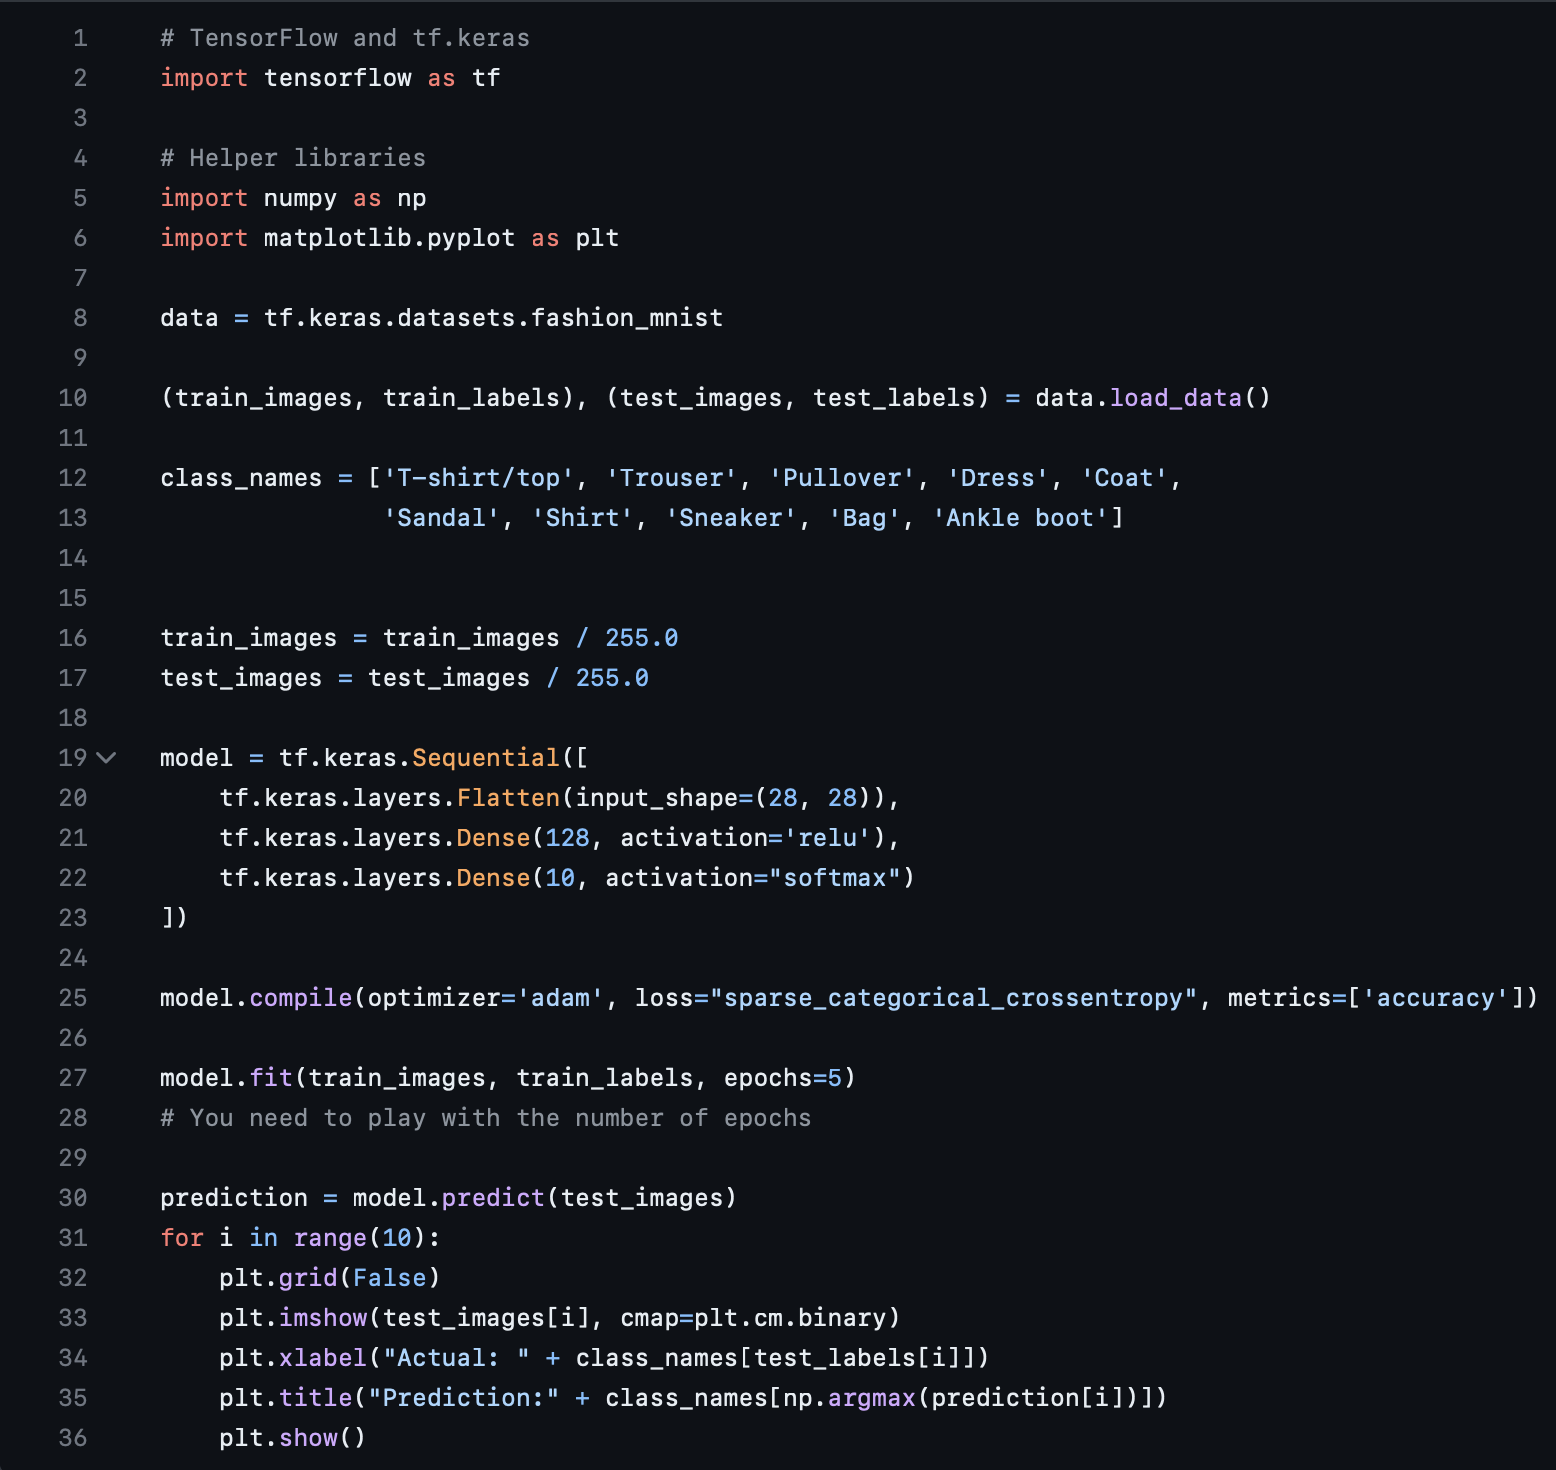 1 # TensorFlow and tf.keras
2 import tensorflow as tf
3
4 # Helper libraries
5 import numpy as np
6 import matplotlib.pyplot as plt
7
8 data = tf.keras.datasets.fashion_mnist
9
10 (train_images, train_labels), (test_images, test_labels) = data.load_data()
11
12 class_names = ['T-shirt/top', 'Trouser', 'Pullover', 'Dress', 'Coat',
13                'Sandal', 'Shirt', 'Sneaker', 'Bag', 'Ankle boot']
14
15
16 train_images = train_images / 255.0
17 test_images = test_images / 255.0
18
19 model = tf.keras.Sequential([
20     tf.keras.layers.Flatten(input_shape=(28, 28)),
21     tf.keras.layers.Dense(128, activation='relu'),
22     tf.keras.layers.Dense(10, activation="softmax")
23 ])
24
25 model.compile(optimizer='adam', loss="sparse_categorical_crossentropy", metrics=['accuracy'])
26
27 model.fit(train_images, train_labels, epochs=5)
28 # You need to play with the number of epochs
29
30 prediction = model.predict(test_images)
31 for i in range(10):
32     plt.grid(False)
33     plt.imshow(test_images[i], cmap=plt.cm.binary)
34     plt.xlabel("Actual: " + class_names[test_labels[i]])
35     plt.title("Prediction:" + class_names[np.argmax(prediction[i])])
36     plt.show()